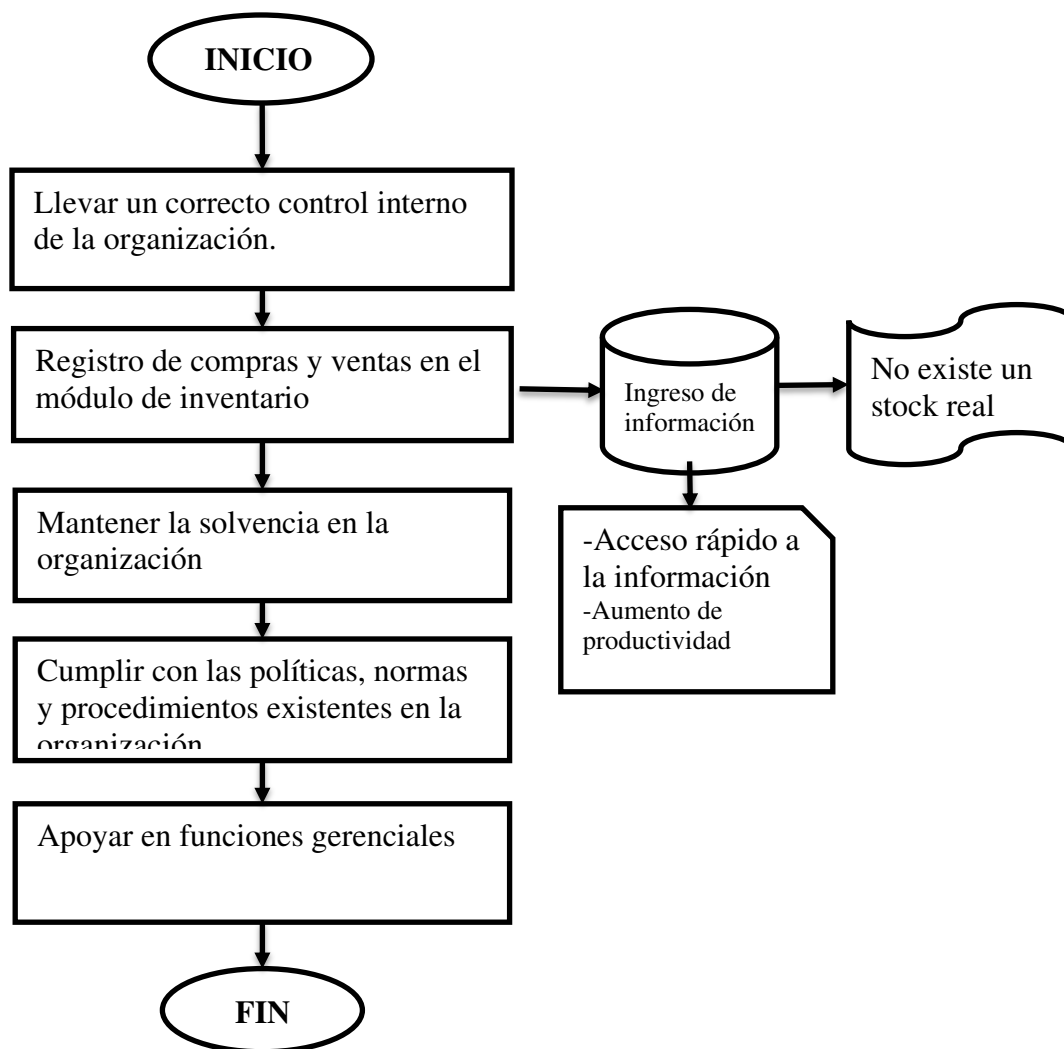 INICIO
Llevar un correcto control interno
de la organización.
Registro de compras y ventas en el
módulo de inventario
Ingreso de
información
No existe un
stock real
-Acceso rápido a
la información
-Aumento de
productividad
Mantener la solvencia en la
organización
Cumplir con las políticas, normas
y procedimientos existentes en la
organización
Apoyar en funciones gerenciales
FIN